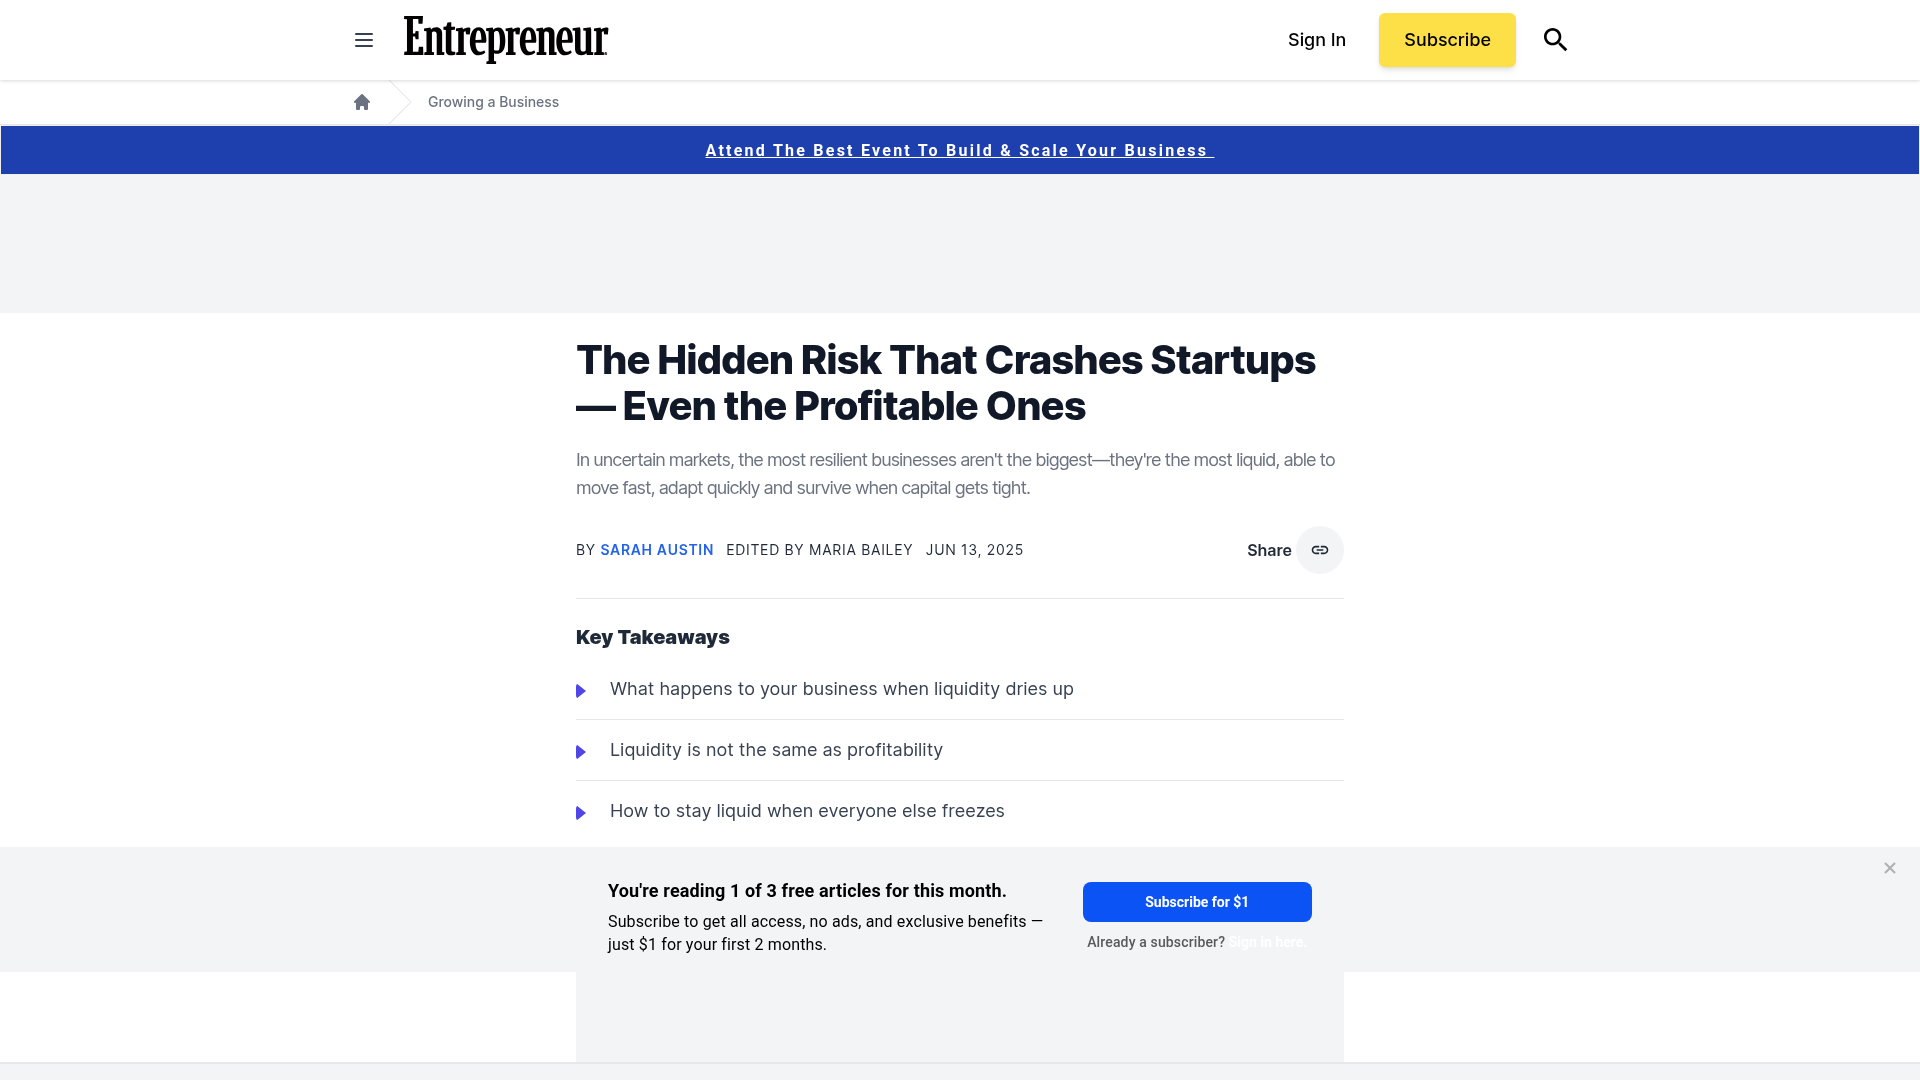 Entrepreneur
Sign In
Subscribe
Growing a Business
Attend The Best Event To Build & Scale Your Business
The Hidden Risk That Crashes Startups
— Even the Profitable Ones
In uncertain markets, the most resilient businesses aren't the biggest—they're the most liquid, able to
move fast, adapt quickly and survive when capital gets tight.
BY SARAH AUSTIN EDITED BY MARIA BAILEY JUN 13, 2025
Share
Key Takeaways
What happens to your business when liquidity dries up
Liquidity is not the same as profitability
How to stay liquid when everyone else freezes
You're reading 1 of 3 free articles for this month.
Subscribe to get all access, no ads, and exclusive benefits —
just $1 for your first 2 months.
Subscribe for $1
Already a subscriber? Sign in here.